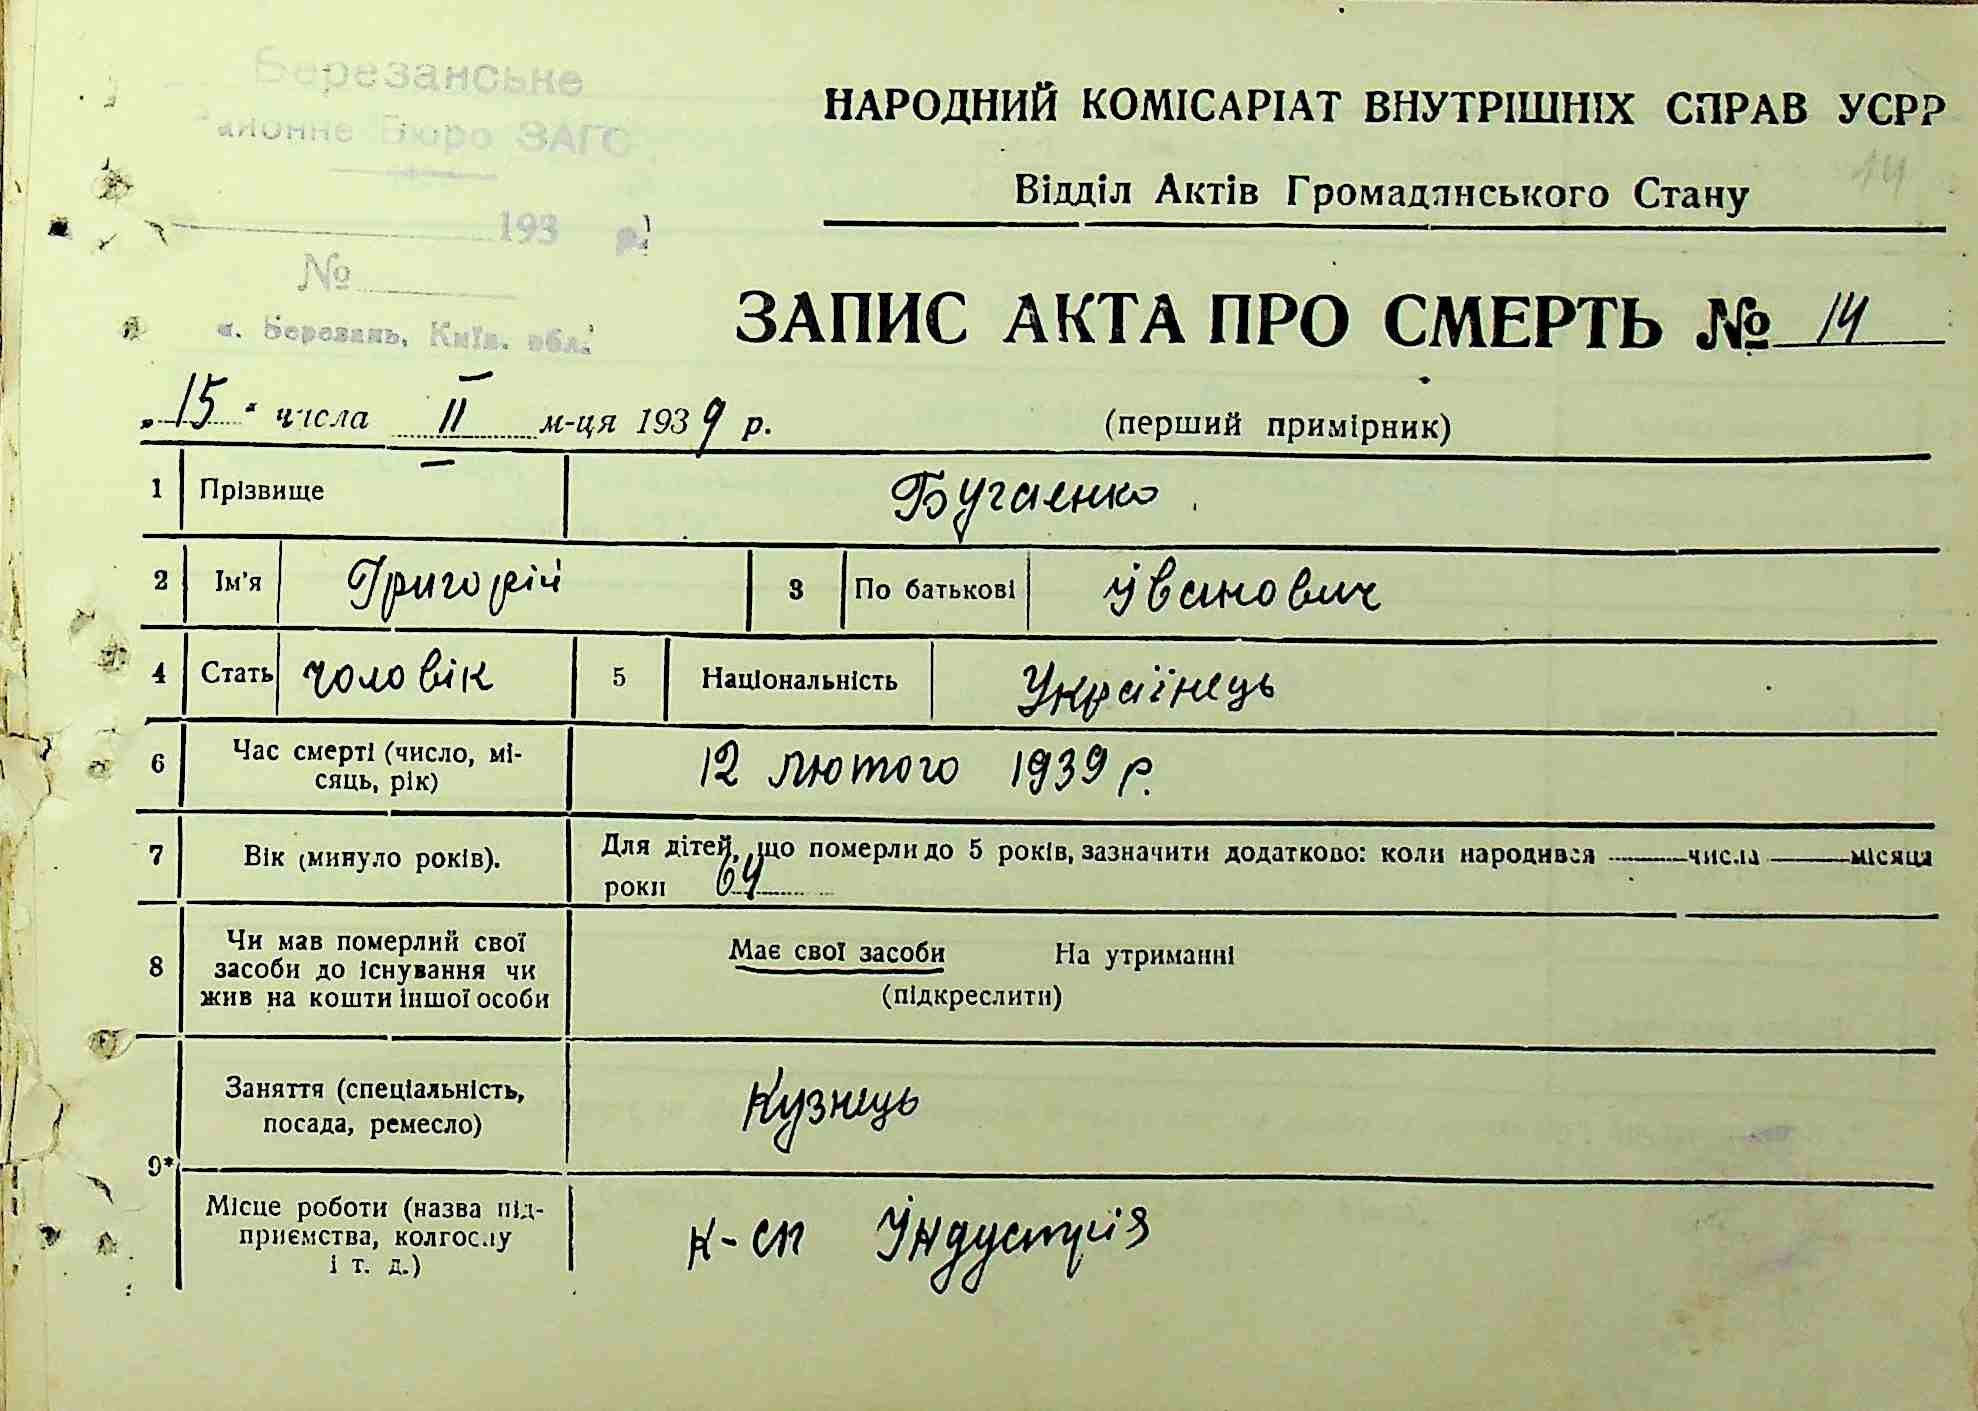 Березанське
Районне Бюро ЗАГС
193 р.
№
м. Березань, Київ. обл.
НАРОДНИЙ КОМІСАРІАТ ВНУТРІШНІХ СПРАВ УСРР
Відділ Актів Громадянського Стану
14
ЗАПИС АКТА ПРО СМЕРТЬ № 14
„15“ числа II м-ця 1939 р. (перший примірник)
1 Прізвище Бугаенко
2 Ім'я Григорій 3 По батькові Іванович
4 Стать чоловік 5 Національність Українець
6 Час смерті (число, мі-
сяць, рік) 12 лютого 1939 р.
7 Вік (минуло років). Для дітей, що померли до 5 років, зазначити додатково: коли народився числа місяця
роки 64
8 Чи мав померлий свої
засоби до існування чи
жив на кошти іншої особи
Має свої засоби На утриманні
(підкреслити)
9*
Заняття (спеціальність,
посада, ремесло) Кузнець
Місце роботи (назва під-
приємства, колгоспу
і т. д.) к-сп Індустрія